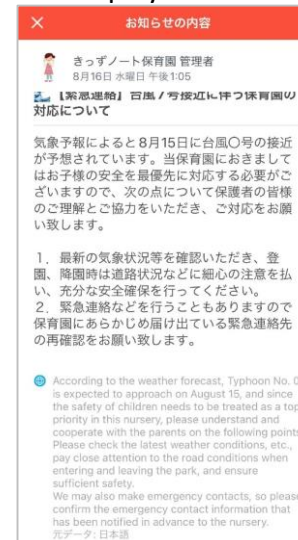 お知らせの内容
きっずノート保育園 管理者
8月16日 水曜日 午後1:05
【緊急連絡】台風7号接近に伴う保育園の
対応について
気象予報によると8月15日に台風〇号の接近
が予想されています。当保育園におきまして
はお子様の安全を最優先に対応する必要がご
ざいますので、次の点について保護者の皆様
のご理解とご協力をいただき、ご対応をお願
い致します。
1．最新の気象状況等を確認いただき、登
園、降園時は道路状況などに細心の注意を払
い、充分な安全確保を行ってください。
2．緊急連絡などを行うこともありますので
保育園にあらかじめ届け出ている緊急連絡先
の再確認をお願い致します。
According to the weather forecast, Typhoon No. 0
is expected to approach on August 15, and since
the safety of children needs to be treated as a top
priority in this nursery, please understand and
cooperate with the parents on the following points
Please check the latest weather conditions, etc.,
pay close attention to the road conditions when
entering and leaving the park, and ensure
sufficient safety.
We may also make emergency contacts, so please
confirm the emergency contact information that
has been notified in advance to the nursery.
元データ: 日本語